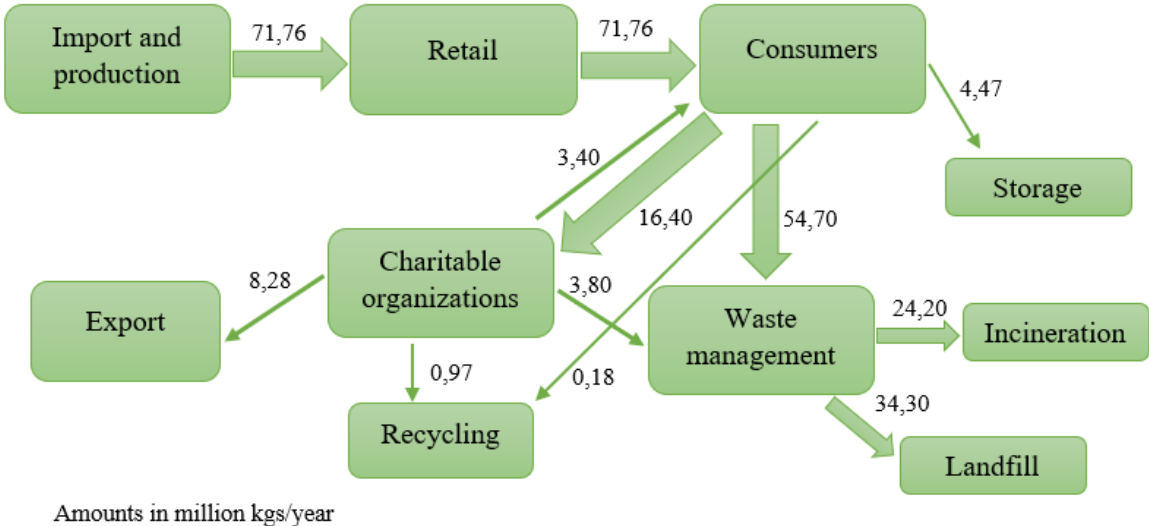 Import and
production
71,76
Retail
71,76
Consumers
4,47
Storage
3,40
16,40
54,70
Charitable
organizations
8,28
Export
3,80
Waste
management
24,20
Incineration
0,97
0,18
34,30
Recycling
Landfill
Amounts in million kgs/year